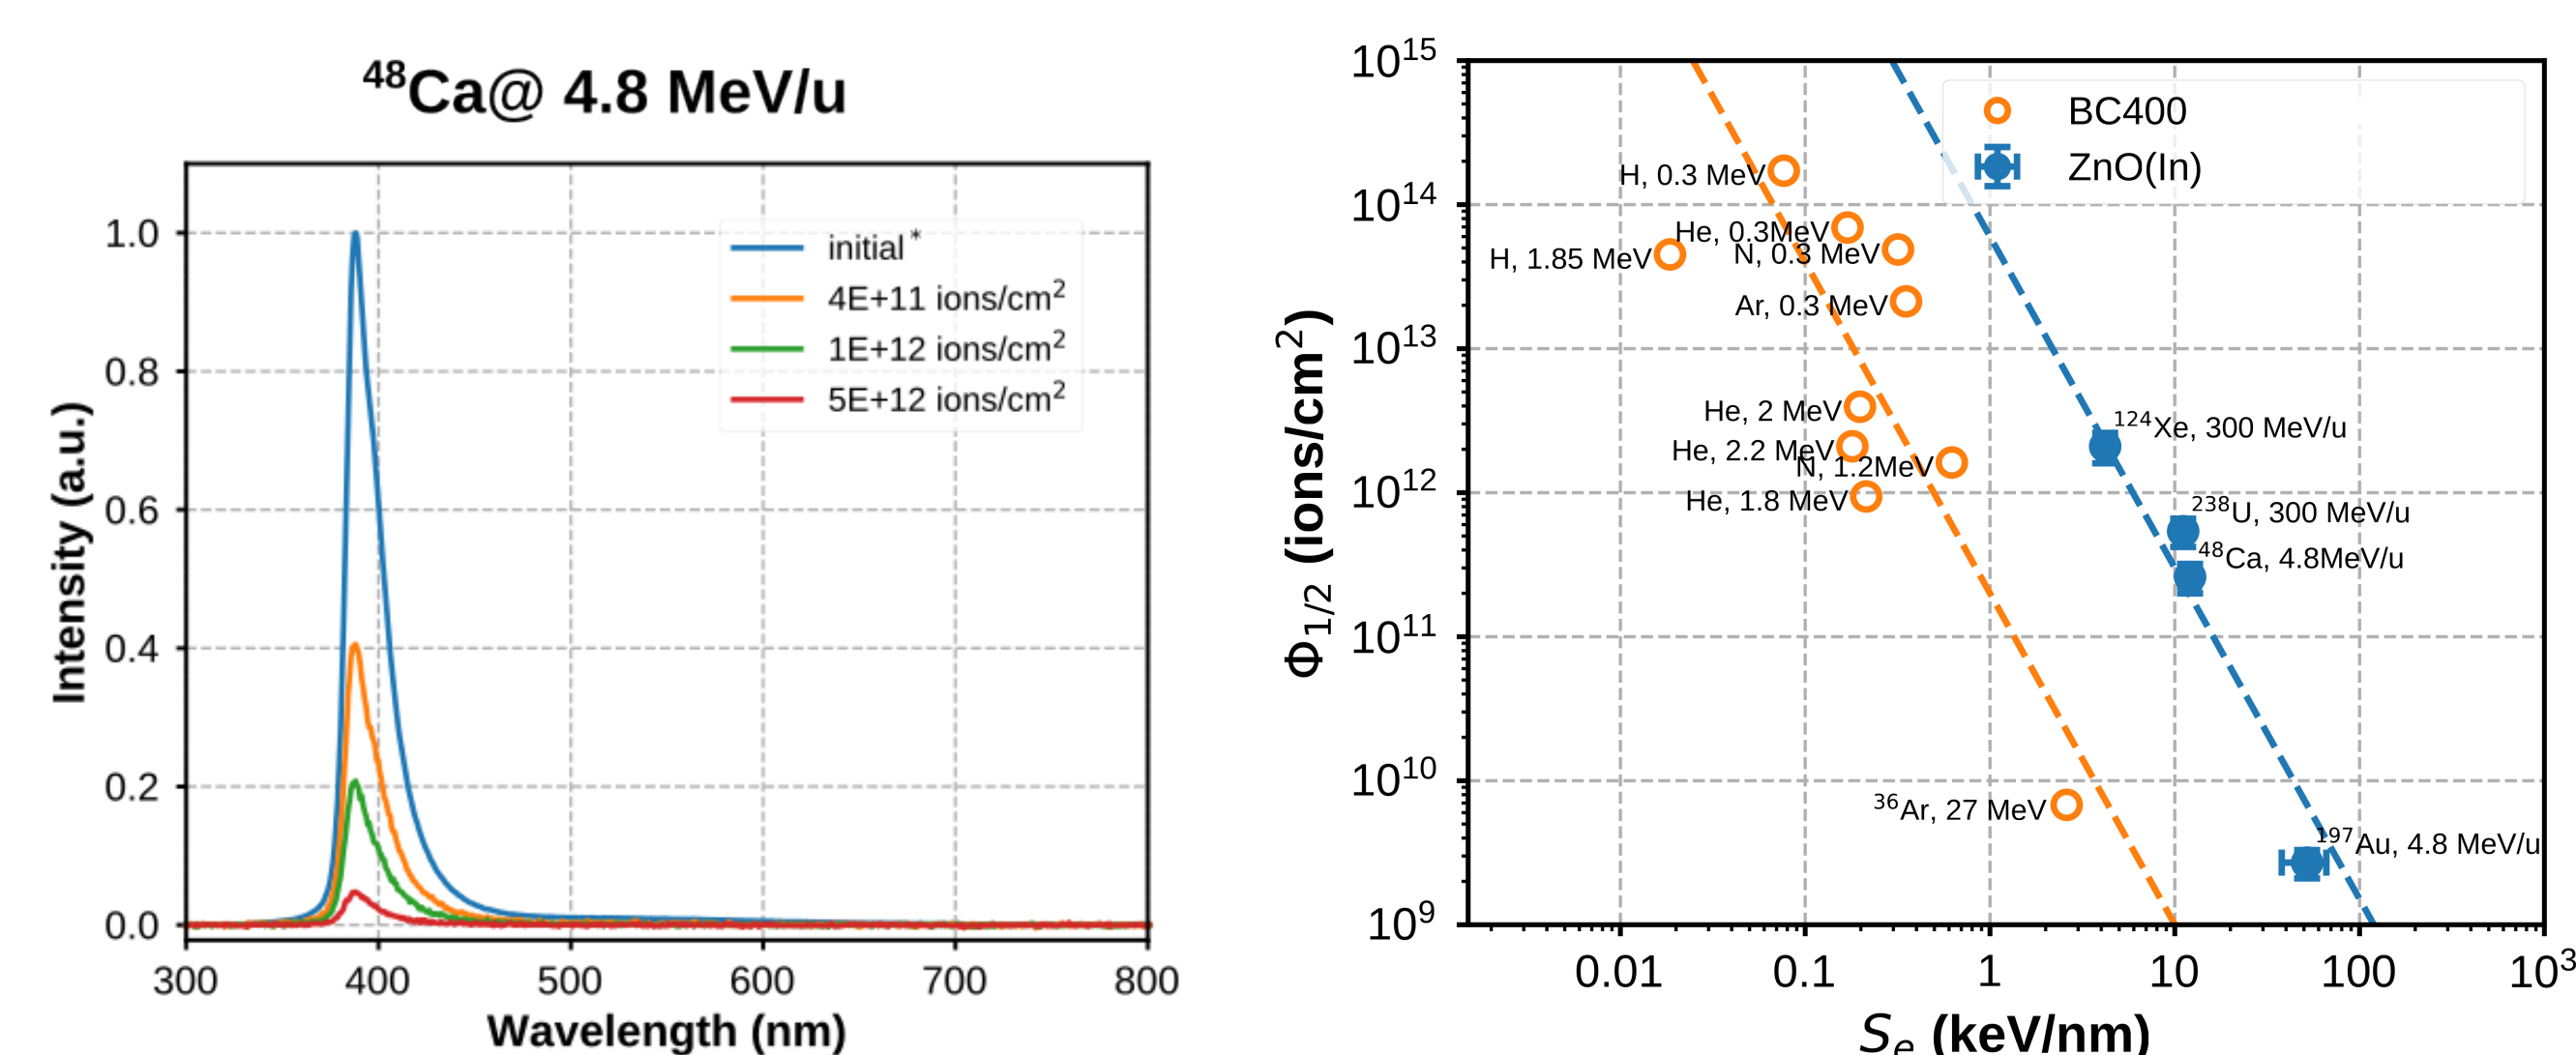 ⁴⁸Ca@ 4.8 MeV/u
Intensity (a.u.)
1.0
0.8
0.6
0.4
0.2
0.0
initial*
4E+11 ions/cm²
1E+12 ions/cm²
5E+12 ions/cm²
300 400 500 600 700 800
Wavelength (nm)
Φ₁/₂ (ions/cm²)
10¹⁵
10¹⁴
10¹³
10¹²
10¹¹
10¹⁰
10⁹
BC400
ZnO(In)
H, 0.3 MeV
He, 0.3MeV
N, 0.3 MeV
H, 1.85 MeV
Ar, 0.3 MeV
He, 2 MeV
¹²⁴Xe, 300 MeV/u
He, 2.2 MeV
N, 1.2MeV
He, 1.8 MeV
²³⁸U, 300 MeV/u
⁴⁸Ca, 4.8MeV/u
³⁶Ar, 27 MeV
¹⁹⁷Au, 4.8 MeV/u
0.01 0.1 1 10 100 10³
Sₑ (keV/nm)